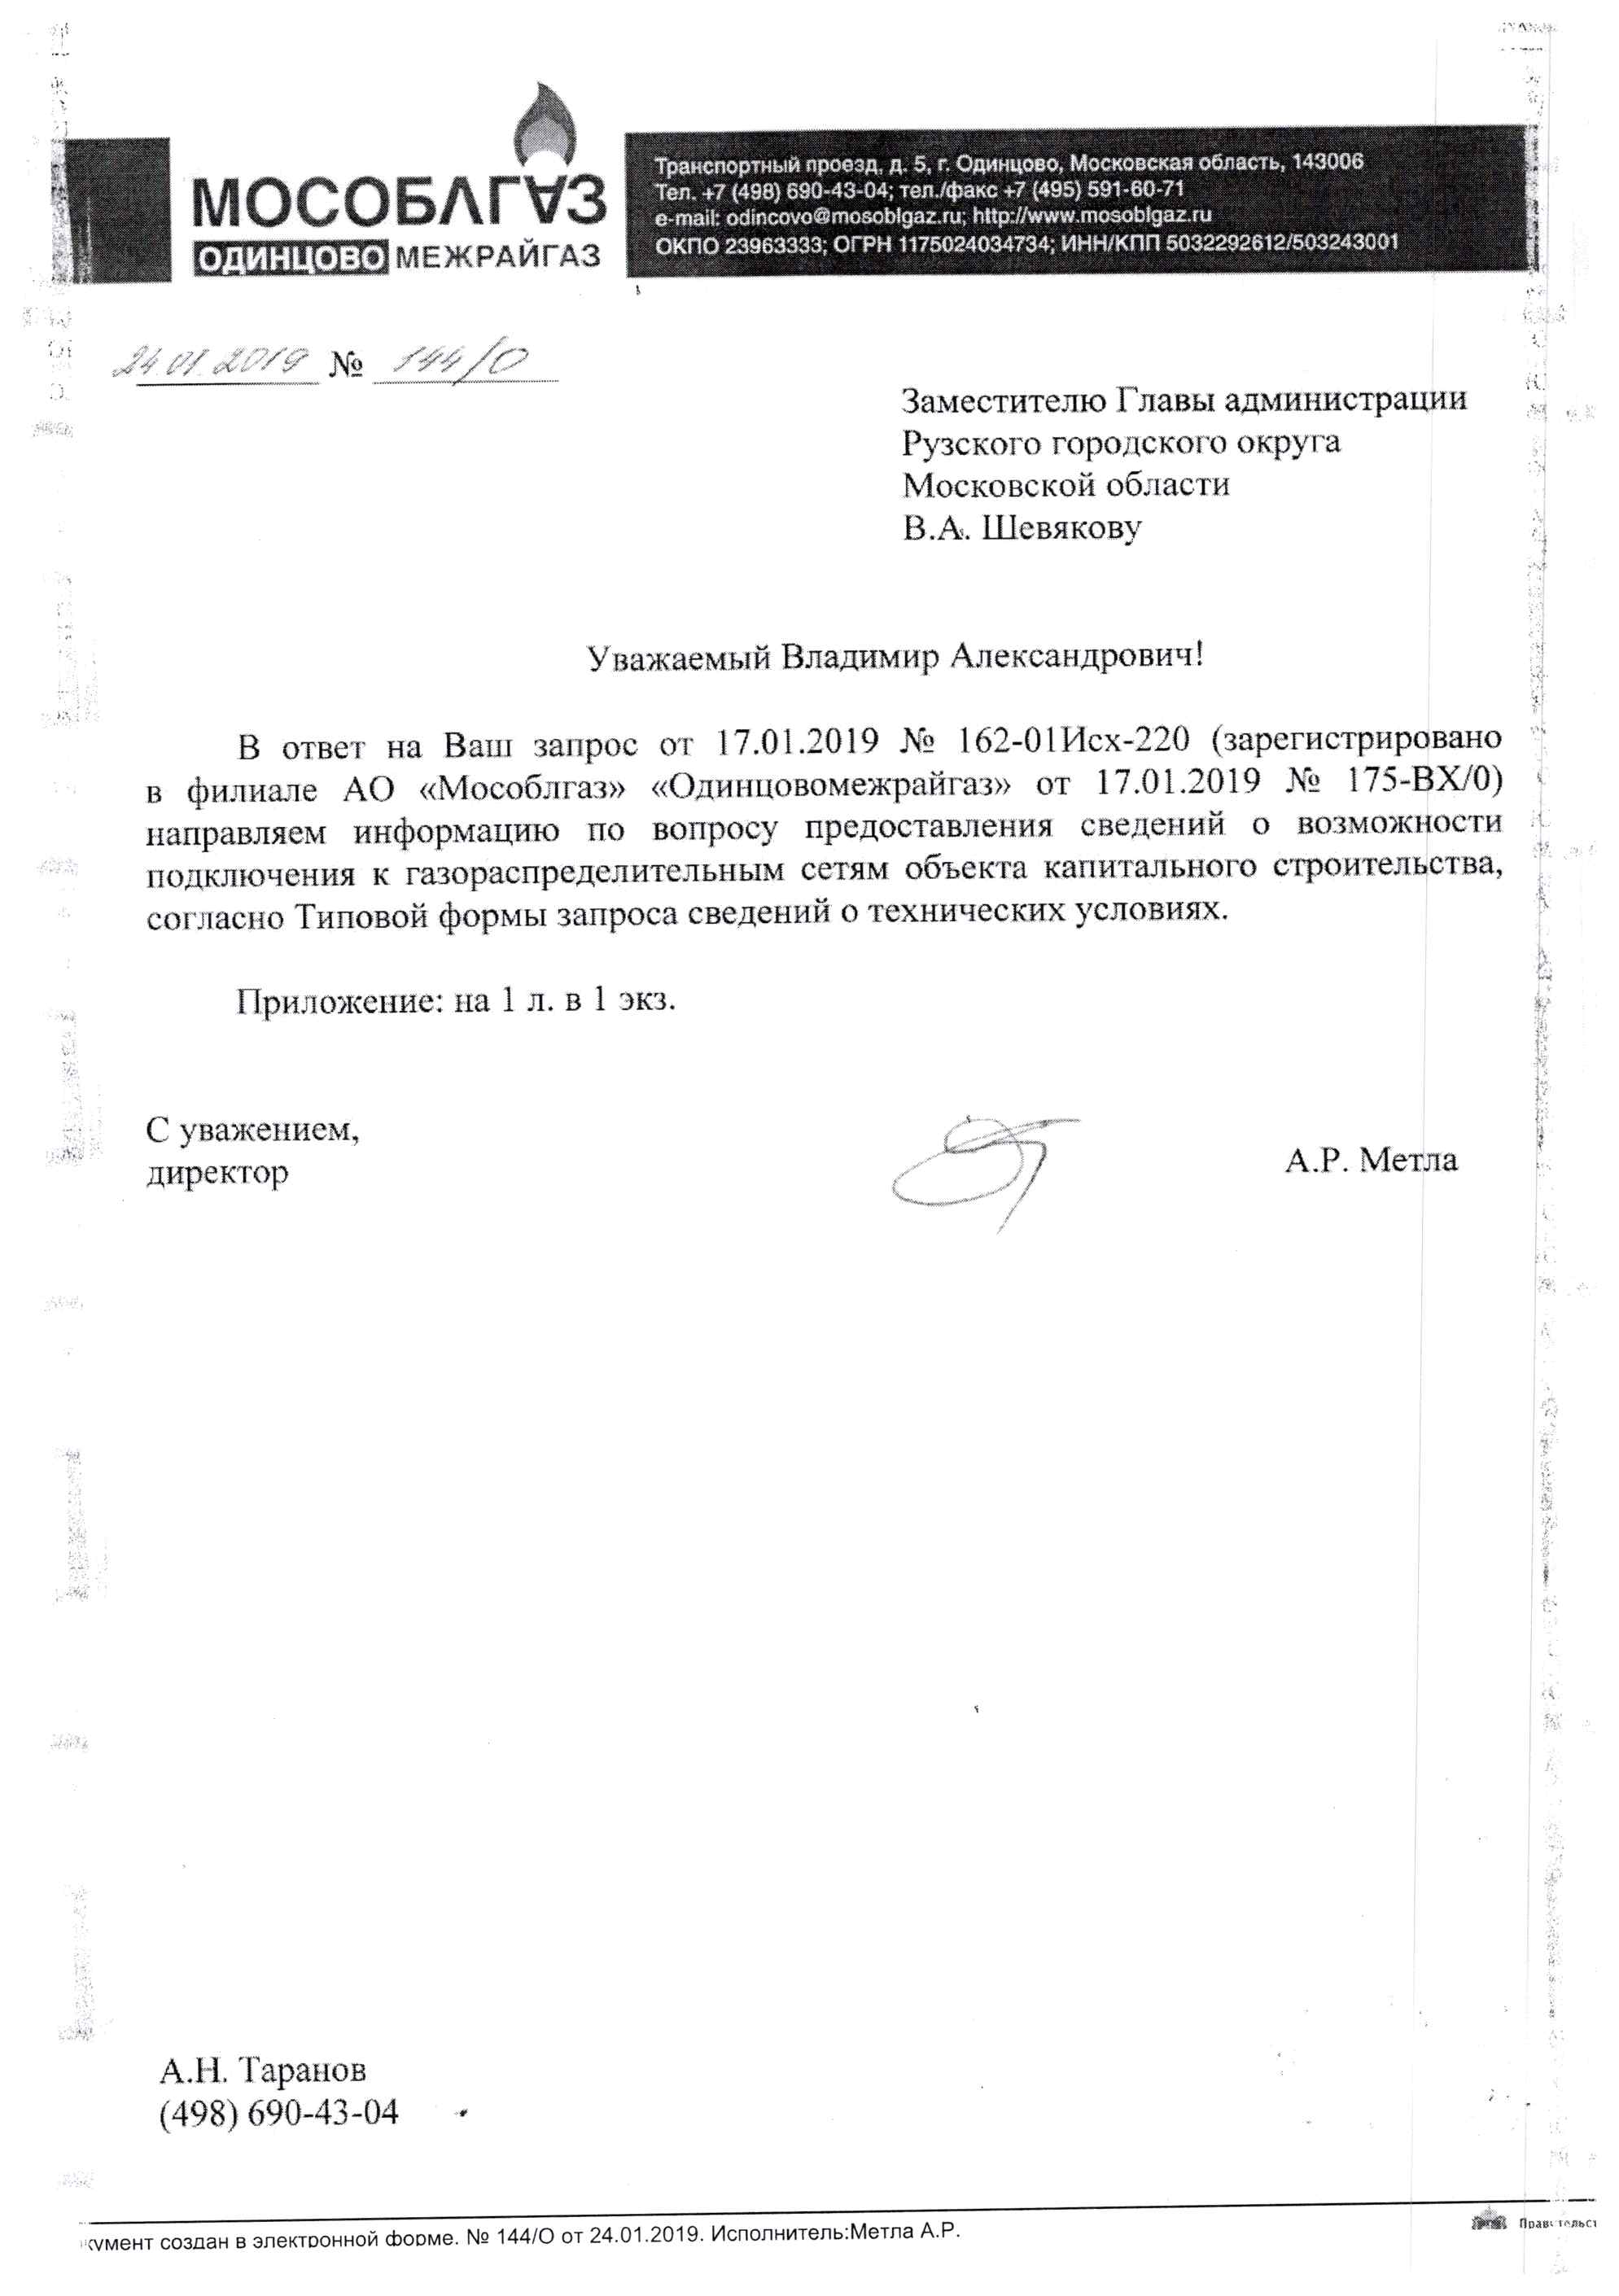 МОСОБЛГАЗ
ОДИНЦОВО МЕЖРАЙГАЗ
Транспортный проезд, д. 5, г. Одинцово, Московская область, 143006
Тел. +7 (498) 690-43-04; тел./факс +7 (495) 591-60-71
e-mail: odincovo@mosoblgaz.ru; http://www.mosoblgaz.ru
ОКПО 23963333; ОГРН 1175024034734; ИНН/КПП 5032292612/503243001
24.01.2019 № 144/О
Заместителю Главы администрации
Рузского городского округа
Московской области
В.А. Шевякову
Уважаемый Владимир Александрович!
В ответ на Ваш запрос от 17.01.2019 № 162-01Исх-220 (зарегистрировано
в филиале АО «Мособлгаз» «Одинцовомежрайгаз» от 17.01.2019 № 175-ВХ/0)
направляем информацию по вопросу предоставления сведений о возможности
подключения к газораспределительным сетям объекта капитального строительства,
согласно Типовой формы запроса сведений о технических условиях.
Приложение: на 1 л. в 1 экз.
С уважением,
директор
А.Р. Метла
А.Н. Таранов
(498) 690-43-04
кумент создан в электронной форме. № 144/О от 24.01.2019. Исполнитель:Метла А.Р.